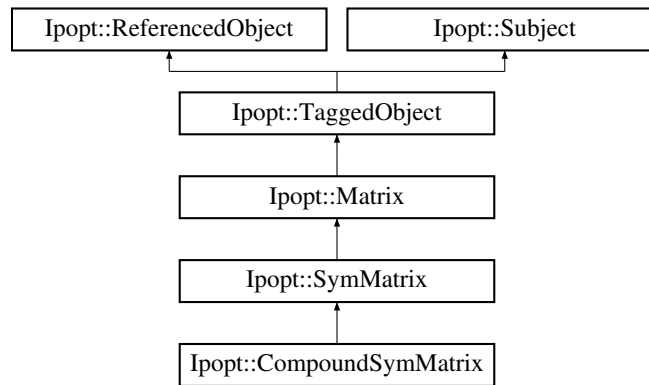 Ipopt::ReferencedObject
Ipopt::Subject
Ipopt::TaggedObject
Ipopt::Matrix
Ipopt::SymMatrix
Ipopt::CompoundSymMatrix